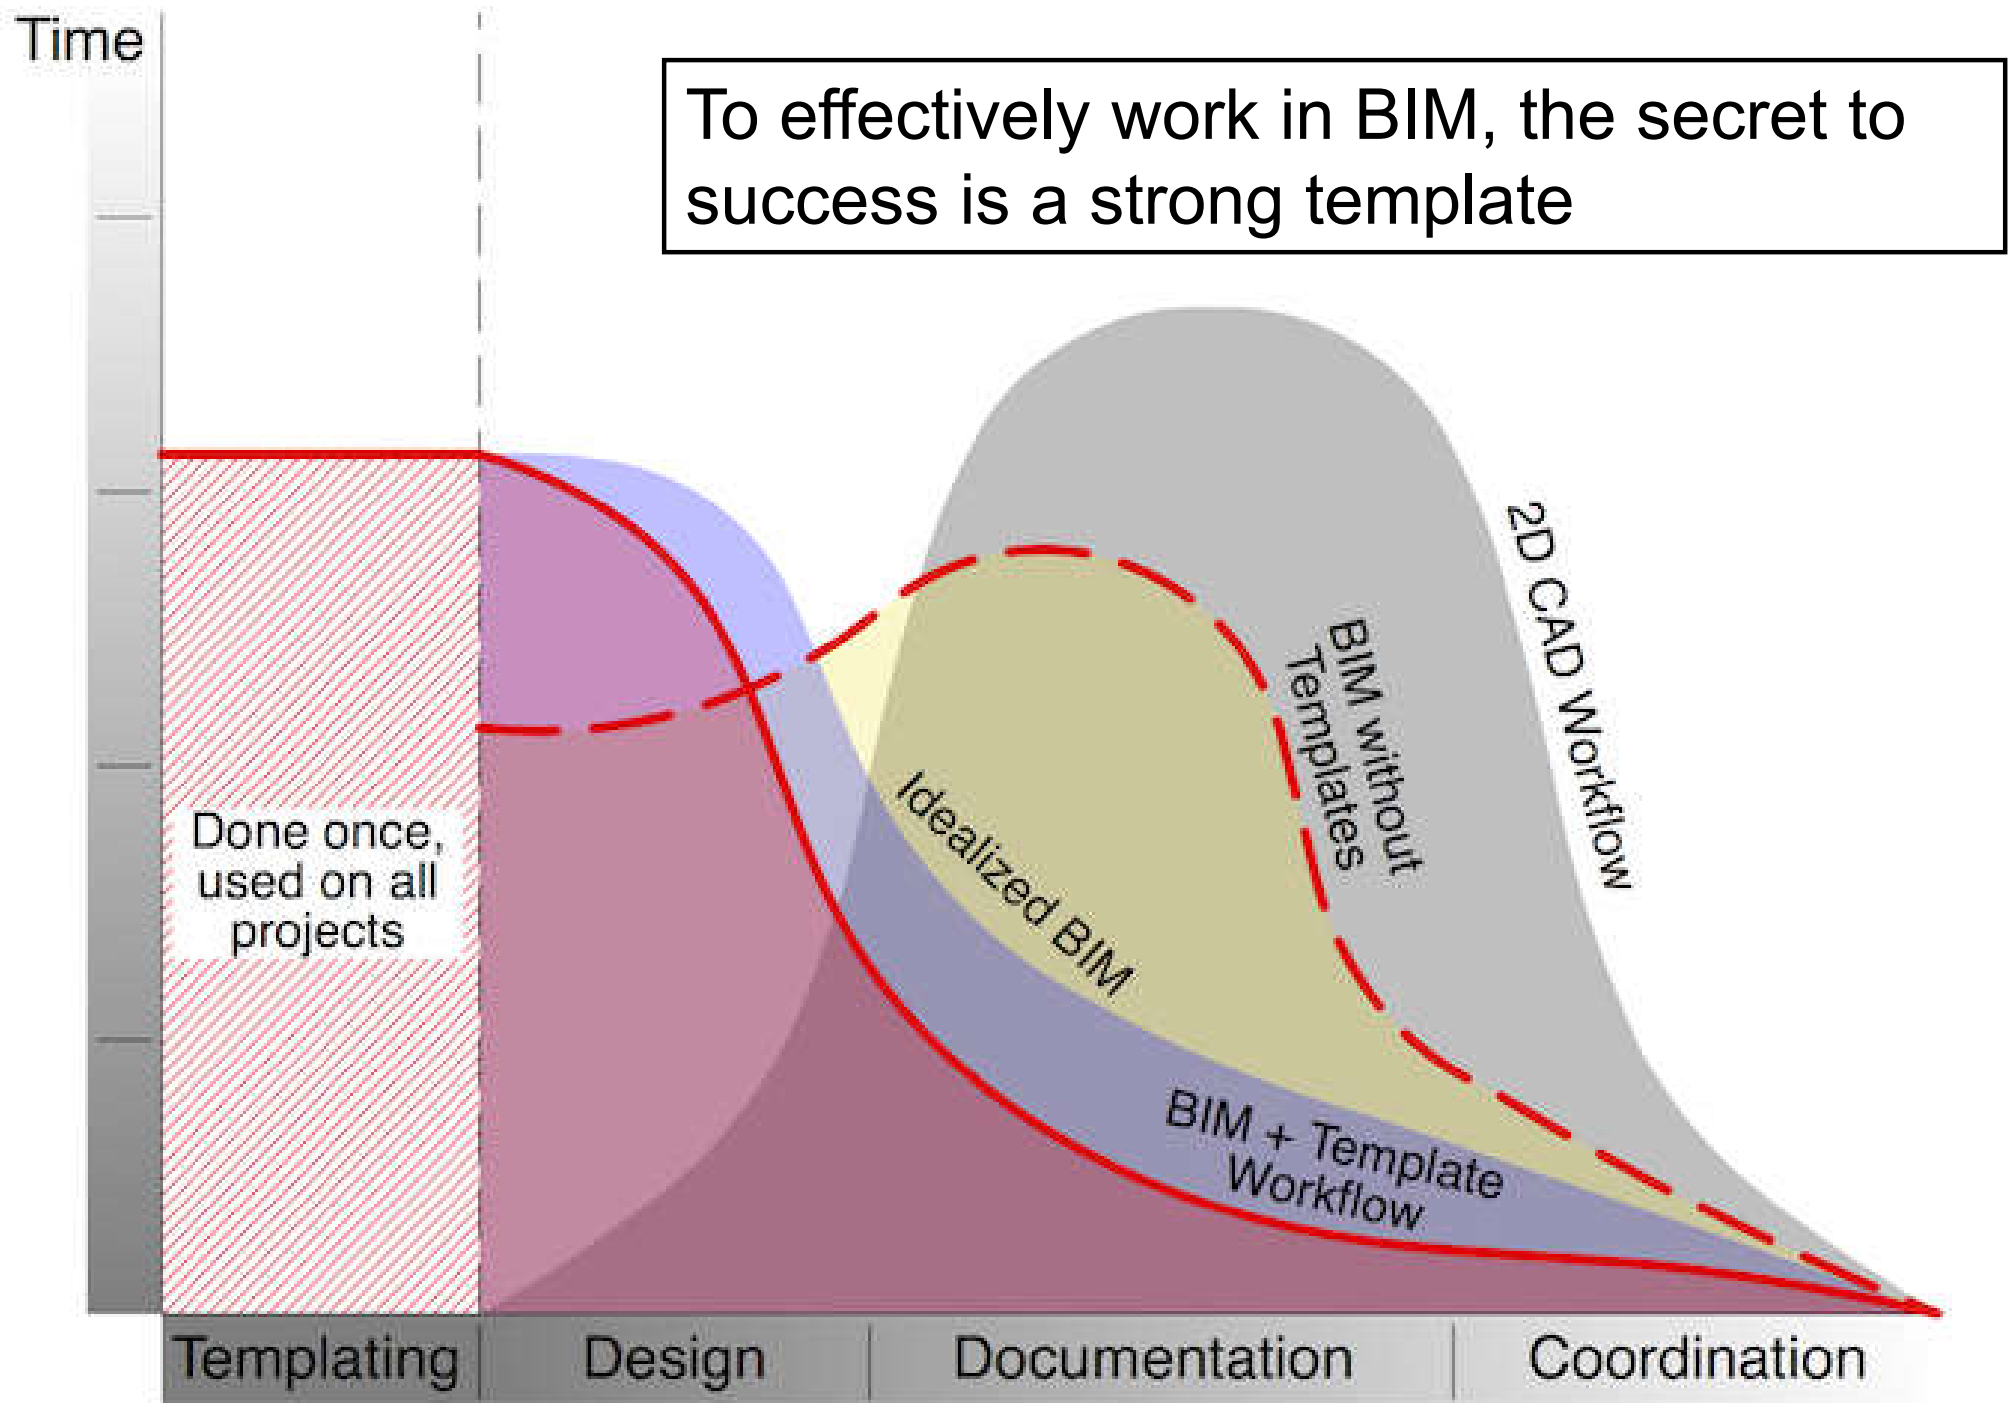 Time
To effectively work in BIM, the secret to
success is a strong template
2D CAD Workflow
BIM without
Templates
Idealized BIM
Done once,
used on all
projects
BIM + Template
Workflow
Templating
Design
Documentation
Coordination